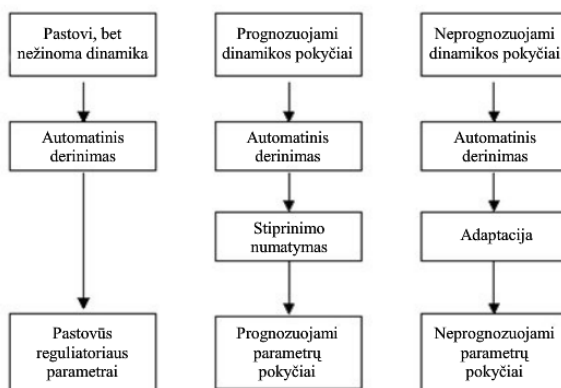 Pastovi, bet
nežinoma dinamika
Automatinis
derinimas
Pastovūs
reguliatoriaus
parametrai
Prognozuojami
dinamikos pokyčiai
Automatinis
derinimas
Stiprinimo
numatymas
Prognozuojami
parametrų
pokyčiai
Neprognozuojami
dinamikos pokyčiai
Automatinis
derinimas
Adaptacija
Neprognozuojami
parametrų
pokyčiai